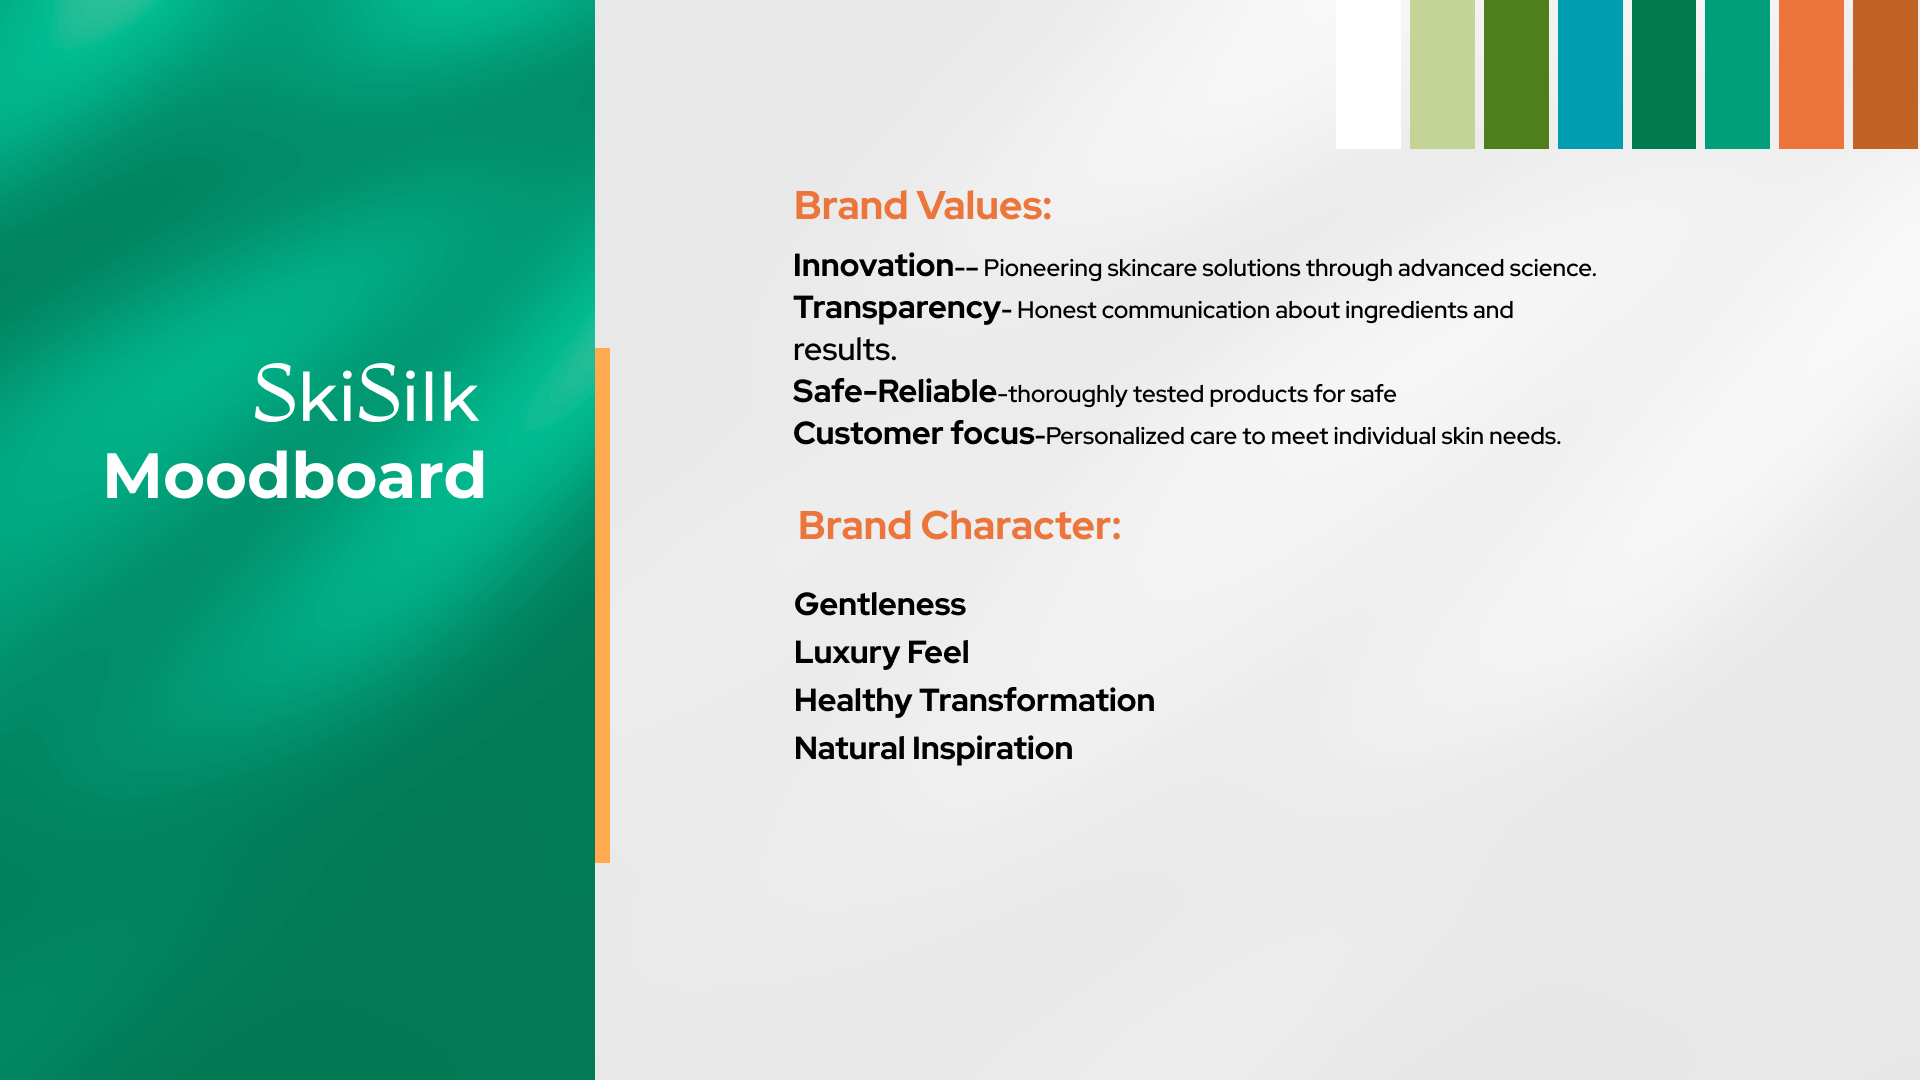 SkiSilk
Moodboard
Brand Values:
Innovation-- Pioneering skincare solutions through advanced science.
Transparency- Honest communication about ingredients and
results.
Safe-Reliable-thoroughly tested products for safe
Customer focus-Personalized care to meet individual skin needs.
Brand Character:
Gentleness
Luxury Feel
Healthy Transformation
Natural Inspiration